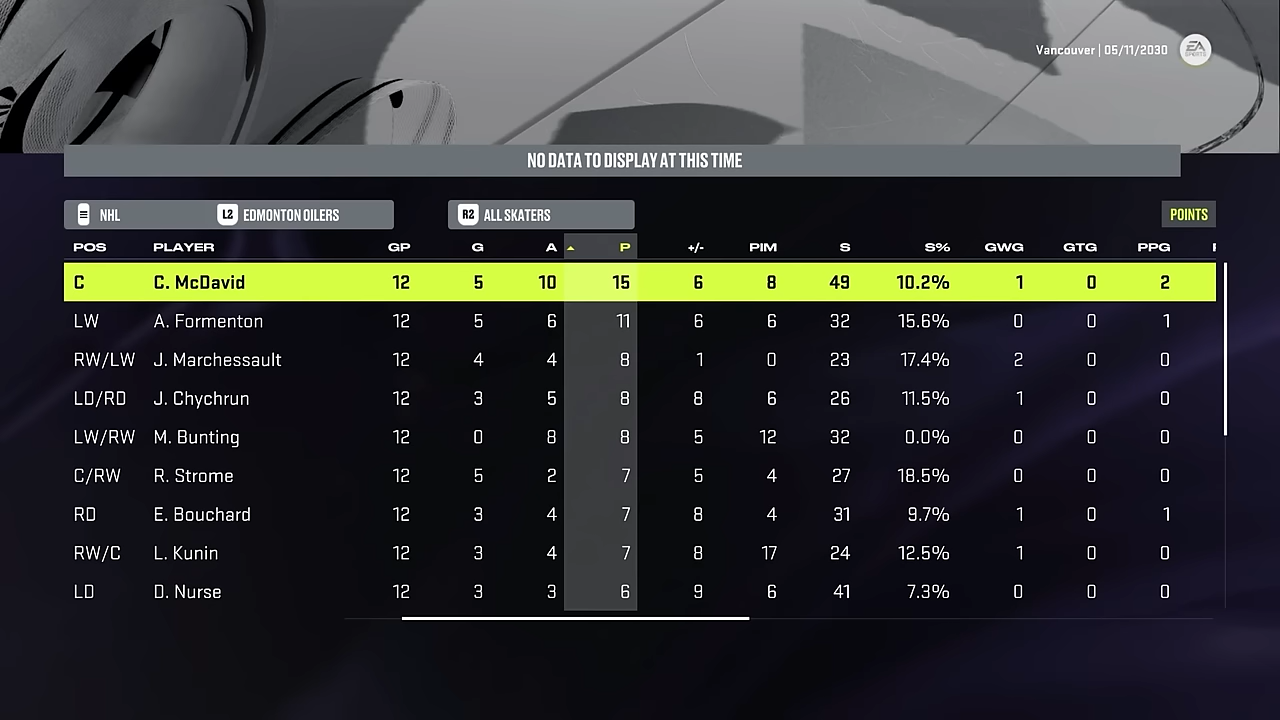 Vancouver | 05/11/2030
EA SPORTS
NO DATA TO DISPLAY AT THIS TIME
NHL L2 EDMONTON OILERS R2 ALL SKATERS POINTS
POS PLAYER GP G A P +/- PIM S S% GWG GTG PPG
C C. McDavid 12 5 10 15 6 8 49 10.2% 1 0 2
LW A. Formenton 12 5 6 11 6 6 32 15.6% 0 0 1
RW/LW J. Marchessault 12 4 4 8 1 0 23 17.4% 2 0 0
LD/RD J. Chychrun 12 3 5 8 8 6 26 11.5% 1 0 0
LW/RW M. Bunting 12 0 8 8 5 12 32 0.0% 0 0 0
C/RW R. Strome 12 5 2 7 5 4 27 18.5% 0 0 0
RD E. Bouchard 12 3 4 7 8 4 31 9.7% 1 0 1
RW/C L. Kunin 12 3 4 7 8 17 24 12.5% 1 0 0
LD D. Nurse 12 3 3 6 9 6 41 7.3% 0 0 0